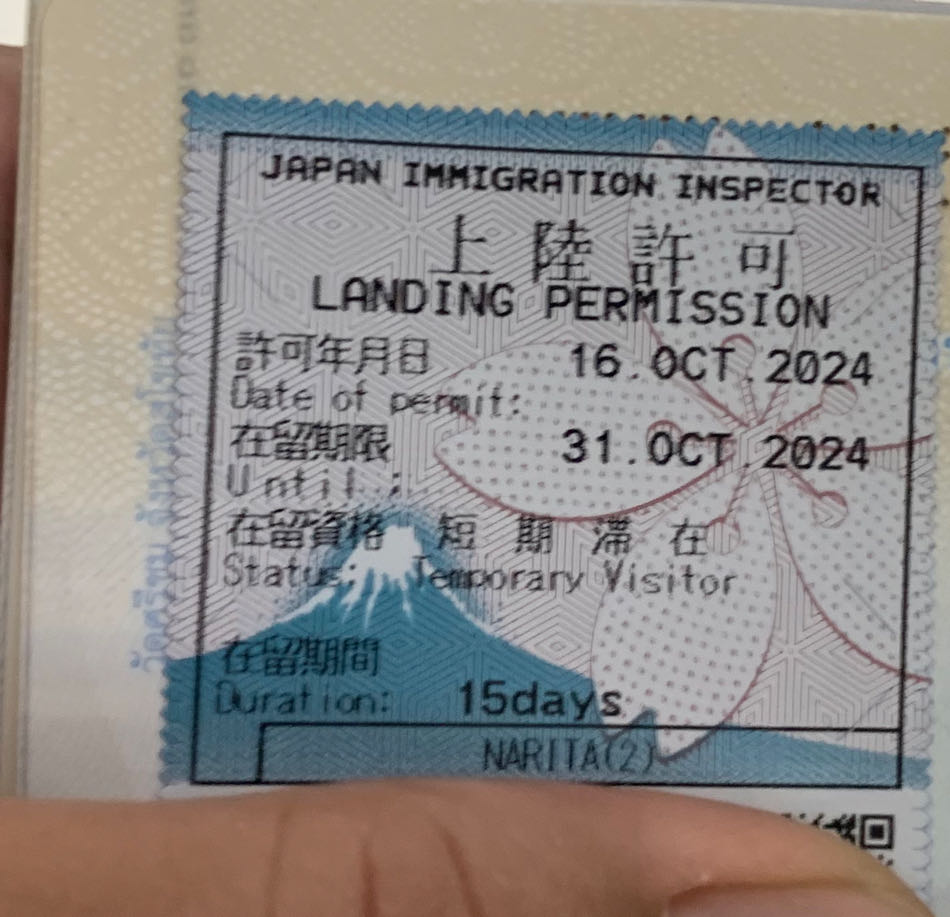 JAPAN IMMIGRATION INSPECTOR
上陸許可
LANDING PERMISSION
許可年月日 16.OCT.2024
Date of permit:
在留期限 31.OCT.2024
Until :
在留資格 短期滞在
Status: Temporary Visitor
在留期間
Duration: 15days
NARITA(2)